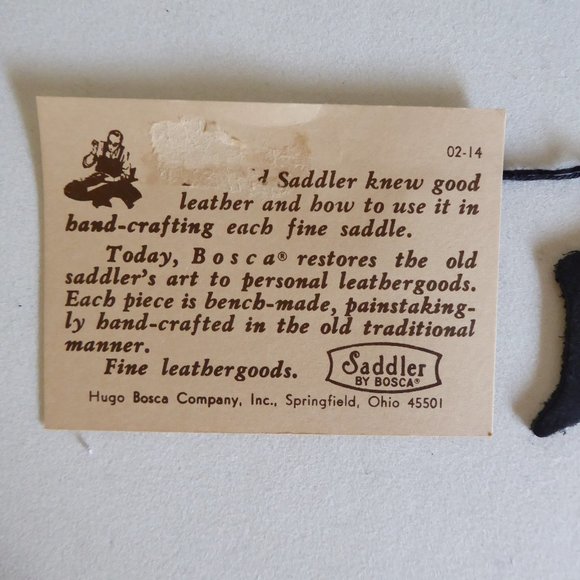 02-14
Saddler knew good
leather and how to use it in
hand-crafting each fine saddle.
Today, Bosca® restores the old
saddler's art to personal leathergoods.
Each piece is bench-made, painstaking-
ly hand-crafted in the old traditional
manner.
Fine leathergoods.
Saddler
BY BOSCA®
Hugo Bosca Company, Inc., Springfield, Ohio 45501